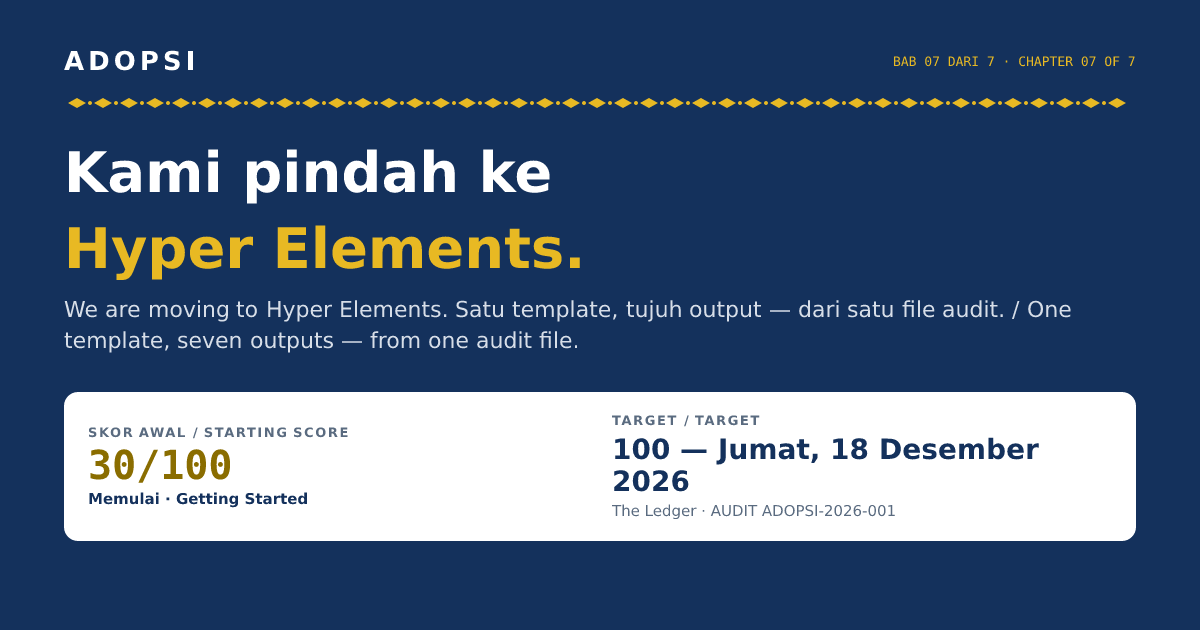 ADOPSI
BAB 07 DARI 7 · CHAPTER 07 OF 7
Kami pindah ke
Hyper Elements.
We are moving to Hyper Elements. Satu template, tujuh output — dari satu file audit. / One
template, seven outputs — from one audit file.
SKOR AWAL / STARTING SCORE
30/100
Memulai · Getting Started
TARGET / TARGET
100 — Jumat, 18 Desember
2026
The Ledger · AUDIT ADOPSI-2026-001